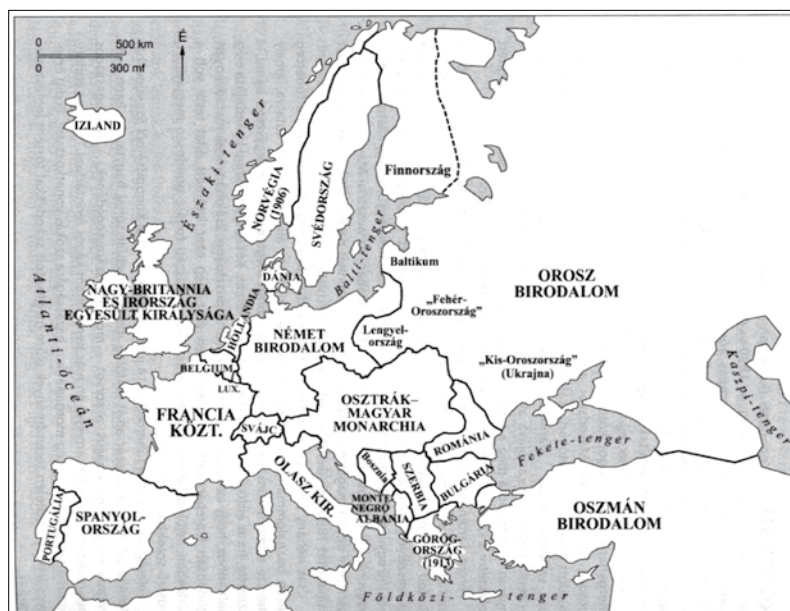 0 500 km
0 300 mf
É
IZLAND
Északi-tenger
NORVÉGIA
(1906)
SVÉDORSZÁG
Finnország
Balti-tenger
Baltikum
DÁNIA
Atlanti-óceán
NAGY-BRITANNIA
ÉS ÍRORSZÁG
EGYESÜLT KIRÁLYSÁGA
HOLLANDIA
BELGIUM
LUX.
NÉMET
BIRODALOM
Lengyel-
ország
„Fehér-
Oroszország”
OROSZ
BIRODALOM
„Kis-Oroszország”
(Ukrajna)
Kaszpi-tenger
FRANCIA
KÖZT.
SVÁJC
OSZTRÁK–
MAGYAR
MONARCHIA
ROMÁNIA
Fekete-tenger
Bosznia
SZERBIA
BULGÁRIA
MONTE-
NEGRÓ
ALBÁNIA
OLASZ KIR.
PORTUGÁLIA
SPANYOL-
ORSZÁG
GÖRÖG-
ORSZÁG
(1913)
OSZMÁN
BIRODALOM
Földközi-tenger